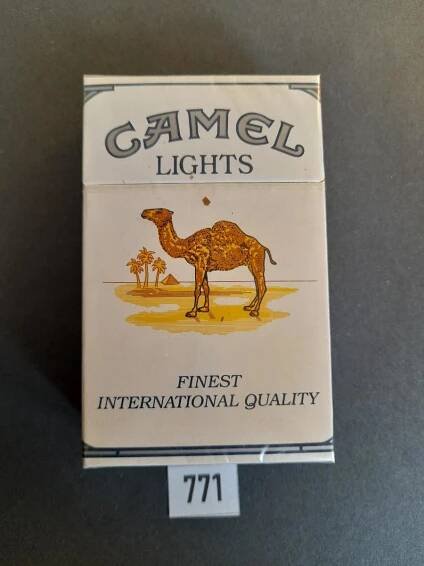 CAMEL
LIGHTS
FINEST
INTERNATIONAL QUALITY
771